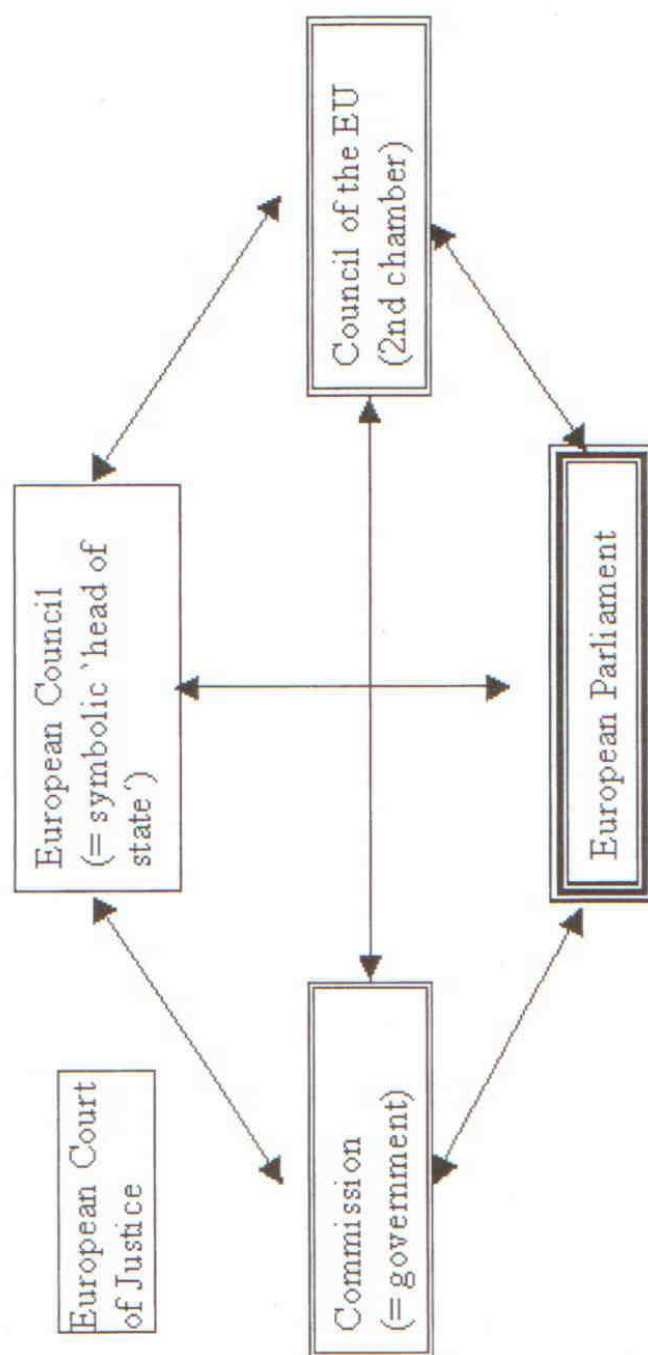 European Court
of Justice
European Council
(= symbolic `head of
state´)
Commission
(= government)
Council of the EU
(2nd chamber)
European Parliament